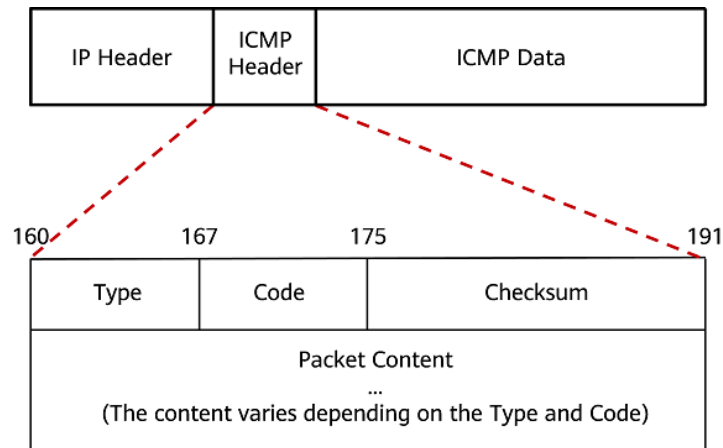 IP Header
ICMP
Header
ICMP Data
160 167 175 191
Type Code Checksum
Packet Content
...
(The content varies depending on the Type and Code)